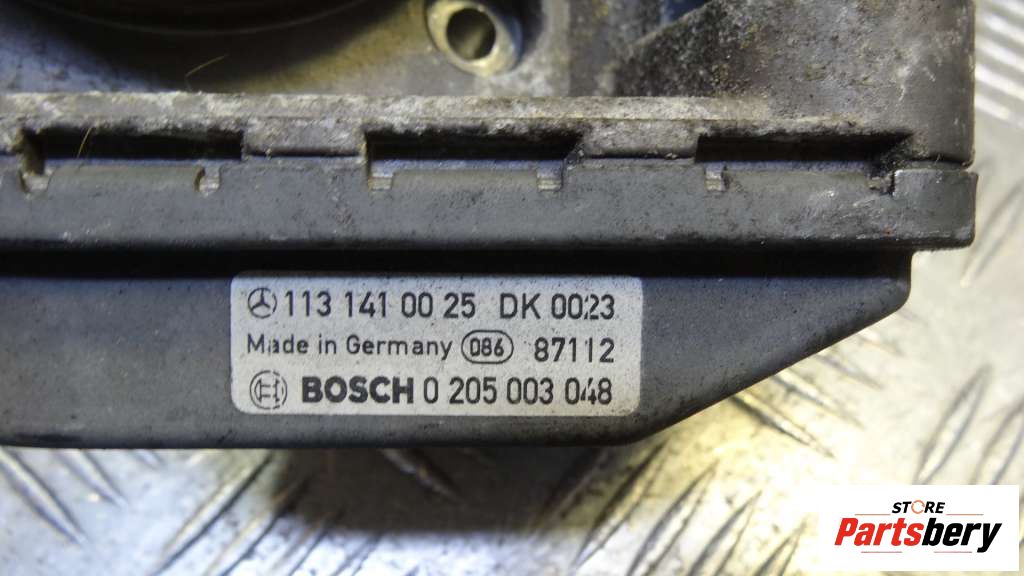 113 141 00 25 DK 0023
Made in Germany 086 87112
BOSCH 0 205 003 048
STORE
Partsbery